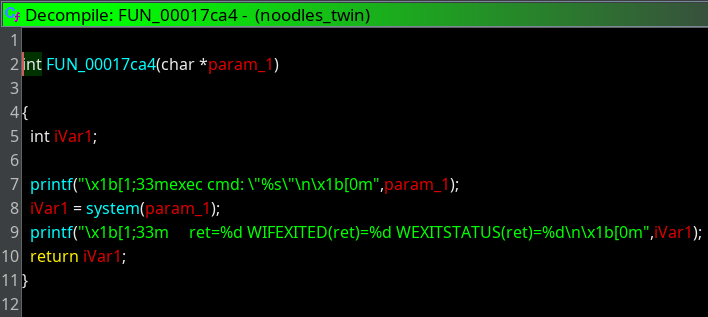 Decompile: FUN_00017ca4 - (noodles_twin)
1
2 int FUN_00017ca4(char *param_1)
3
4 {
5 int iVar1;
6
7 printf("\x1b[1;33mexec cmd: \"%s\"\n\x1b[0m",param_1);
8 iVar1 = system(param_1);
9 printf("\x1b[1;33m     ret=%d WIFEXITED(ret)=%d WEXITSTATUS(ret)=%d\n\x1b[0m",iVar1);
10 return iVar1;
11 }
12